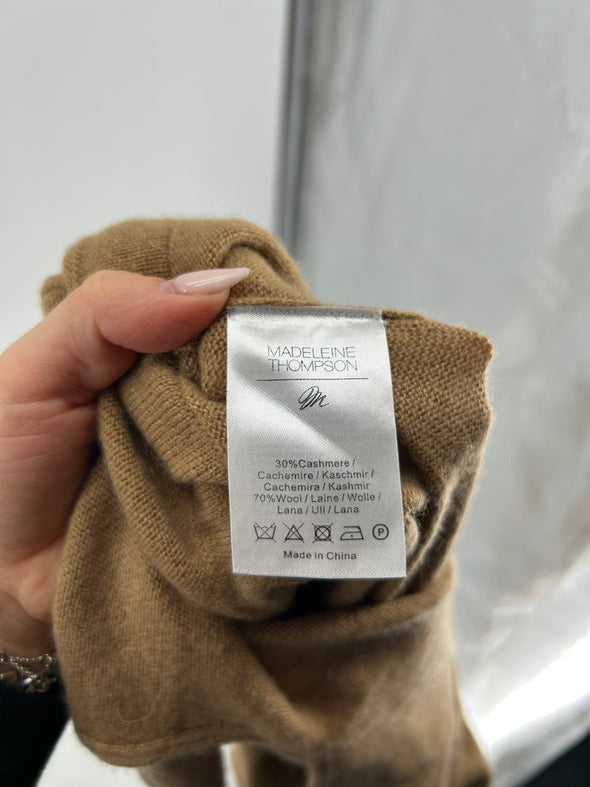 MADELEINE
THOMPSON
m
30%Cashmere /
Cachemire / Kaschmir /
Cachemira / Kashmir
70%Wool / Laine / Wolle /
Lana / Uli / Lana
P
Made in China